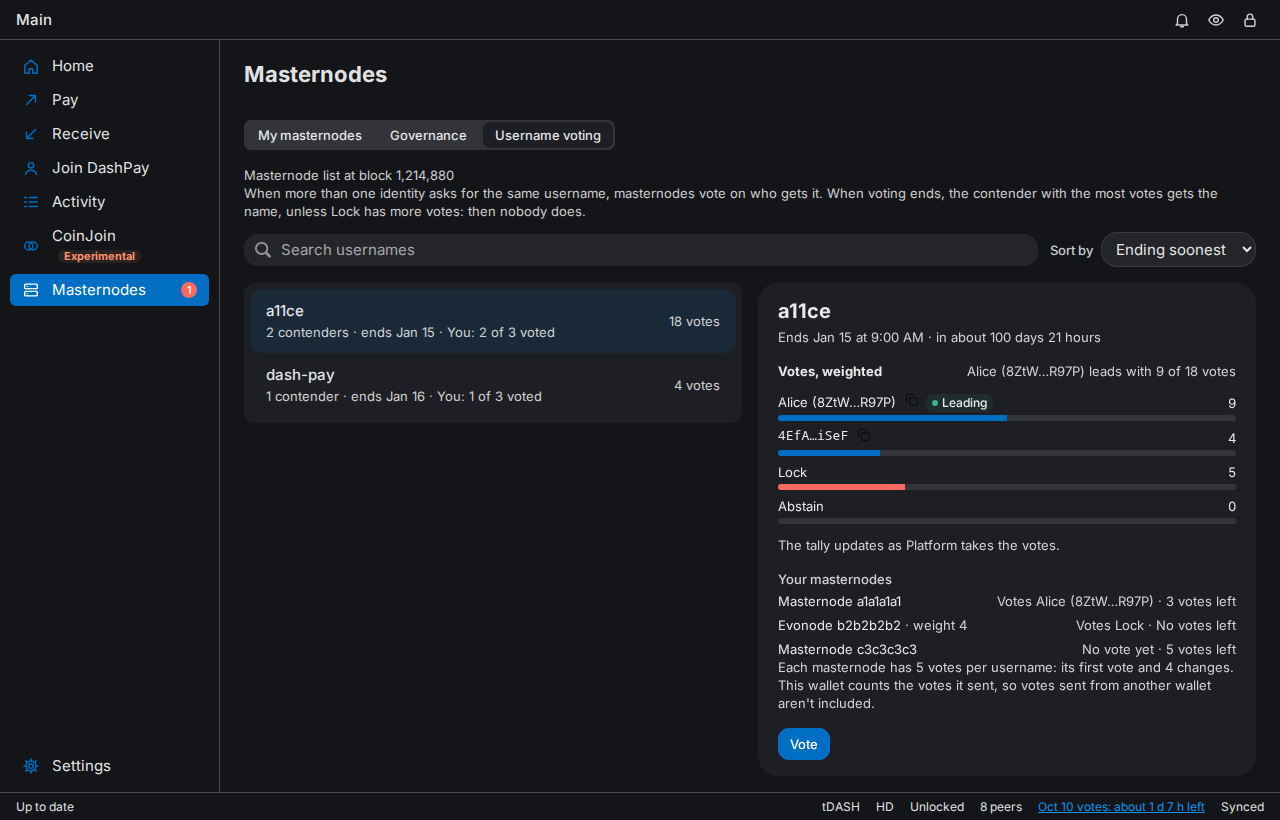 Main
Home
Pay
Receive
Join DashPay
Activity
CoinJoin
Experimental
Masternodes 1
Settings
Masternodes
My masternodes Governance Username voting
Masternode list at block 1,214,880
When more than one identity asks for the same username, masternodes vote on who gets it. When voting ends, the contender with the most votes gets the
name, unless Lock has more votes: then nobody does.
Search usernames
Sort by Ending soonest
a11ce
2 contenders · ends Jan 15 · You: 2 of 3 voted
18 votes
dash-pay
1 contender · ends Jan 16 · You: 1 of 3 voted
4 votes
a11ce
Ends Jan 15 at 9:00 AM · in about 100 days 21 hours
Votes, weighted Alice (8ZtW…R97P) leads with 9 of 18 votes
Alice (8ZtW…R97P) Leading 9
4EfA…iSeF 4
Lock 5
Abstain 0
The tally updates as Platform takes the votes.
Your masternodes
Masternode a1a1a1a1 Votes Alice (8ZtW…R97P) · 3 votes left
Evonode b2b2b2b2 · weight 4 Votes Lock · No votes left
Masternode c3c3c3c3 No vote yet · 5 votes left
Each masternode has 5 votes per username: its first vote and 4 changes.
This wallet counts the votes it sent, so votes sent from another wallet
aren't included.
Vote
Up to date tDASH HD Unlocked 8 peers Oct 10 votes: about 1 d 7 h left Synced